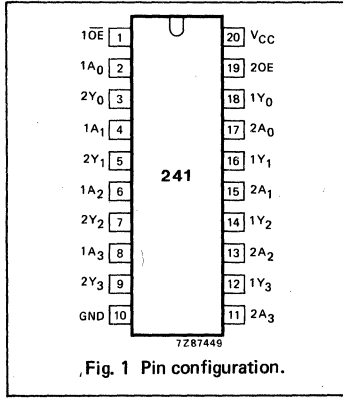 1O̅E̅ 1 20 VCC
1A0 2 19 2OE
2Y0 3 18 1Y0
1A1 4 17 2A0
2Y1 5 16 1Y1
241
1A2 6 15 2A1
2Y2 7 14 1Y2
1A3 8 13 2A2
2Y3 9 12 1Y3
GND 10 11 2A3
7Z87449
Fig. 1 Pin configuration.